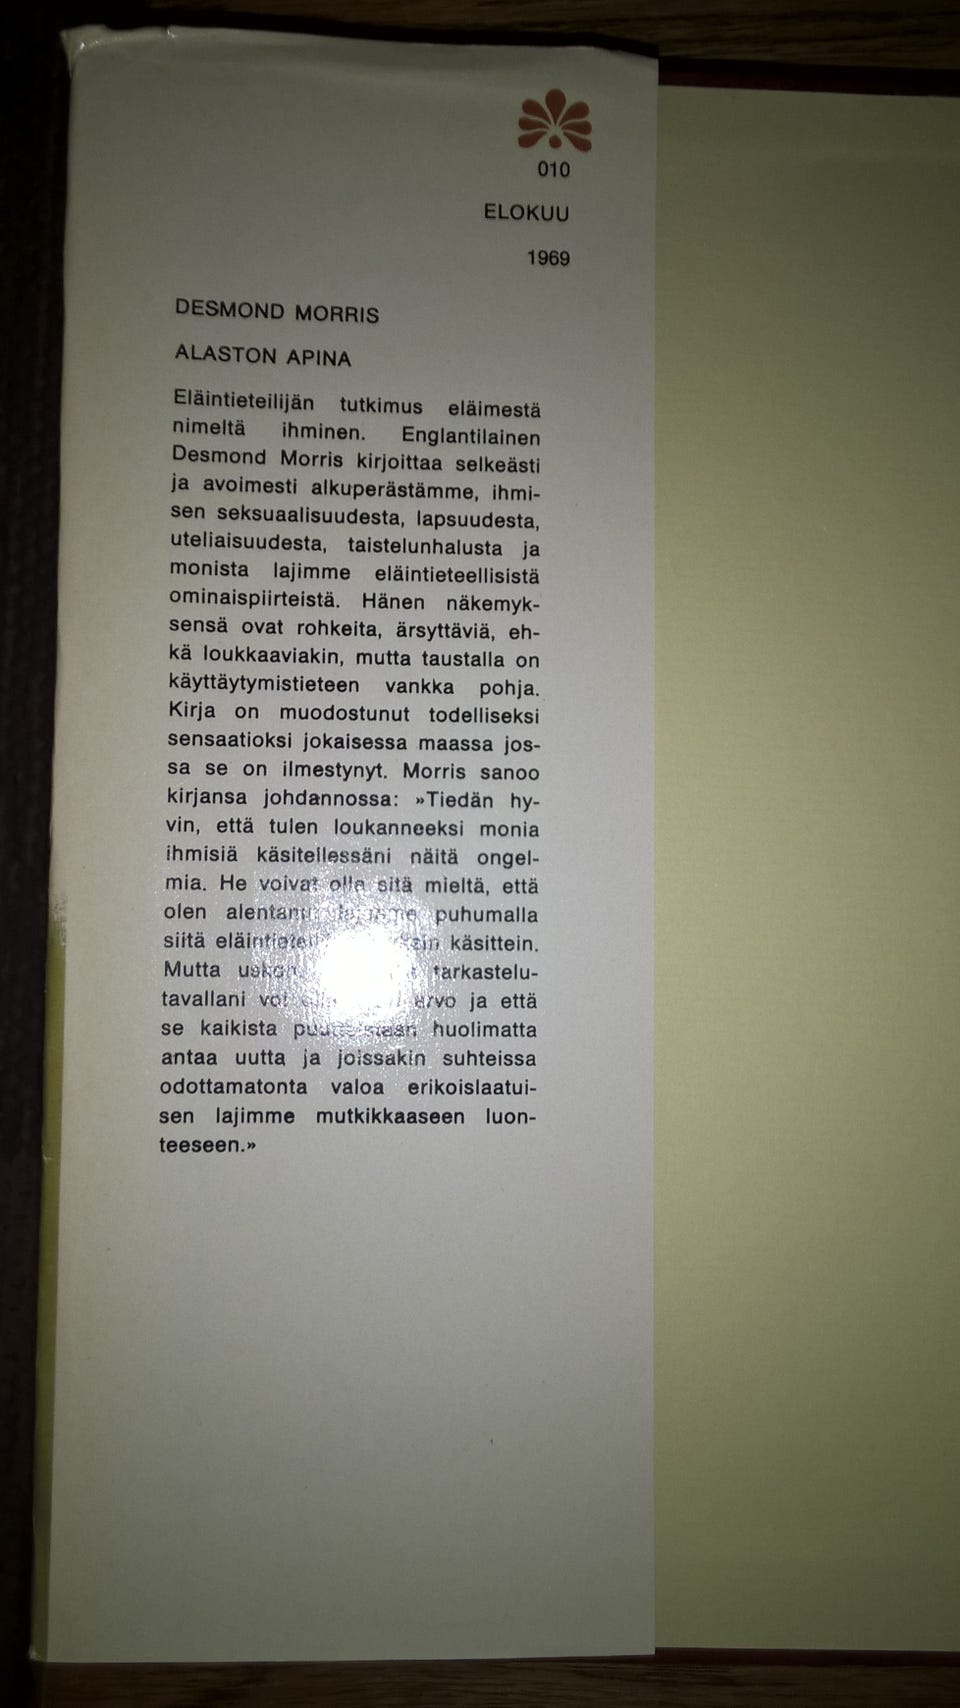 010
ELOKUU
1969
DESMOND MORRIS
ALASTON APINA
Eläintieteilijän tutkimus eläimestä
nimeltä ihminen. Englantilainen
Desmond Morris kirjoittaa selkeästi
ja avoimesti alkuperästämme, ihmi-
sen seksuaalisuudesta, lapsuudesta,
uteliaisuudesta, taistelunhalusta ja
monista lajimme eläintieteellisistä
ominaispiirteistä. Hänen näkemyk-
sensä ovat rohkeita, ärsyttäviä, eh-
kä loukkaaviakin, mutta taustalla on
käyttäytymistieteen vankka pohja.
Kirja on muodostunut todelliseksi
sensaatioksi jokaisessa maassa jos-
sa se on ilmestynyt. Morris sanoo
kirjansa johdannossa: »Tiedän hy-
vin, että tulen loukanneeksi monia
ihmisiä käsitellessäni näitä ongel-
mia. He voivat olla sitä mieltä, että
olen alentanut lajimme puhumalla
siitä käsittein.
Mutta tarkastelu-
tavallani voi arvo ja että
se kaikista huolimatta
antaa uutta ja joissakin suhteissa
odottamatonta valoa erikoislaatui-
sen lajimme mutkikkaaseen luon-
teeseen.»